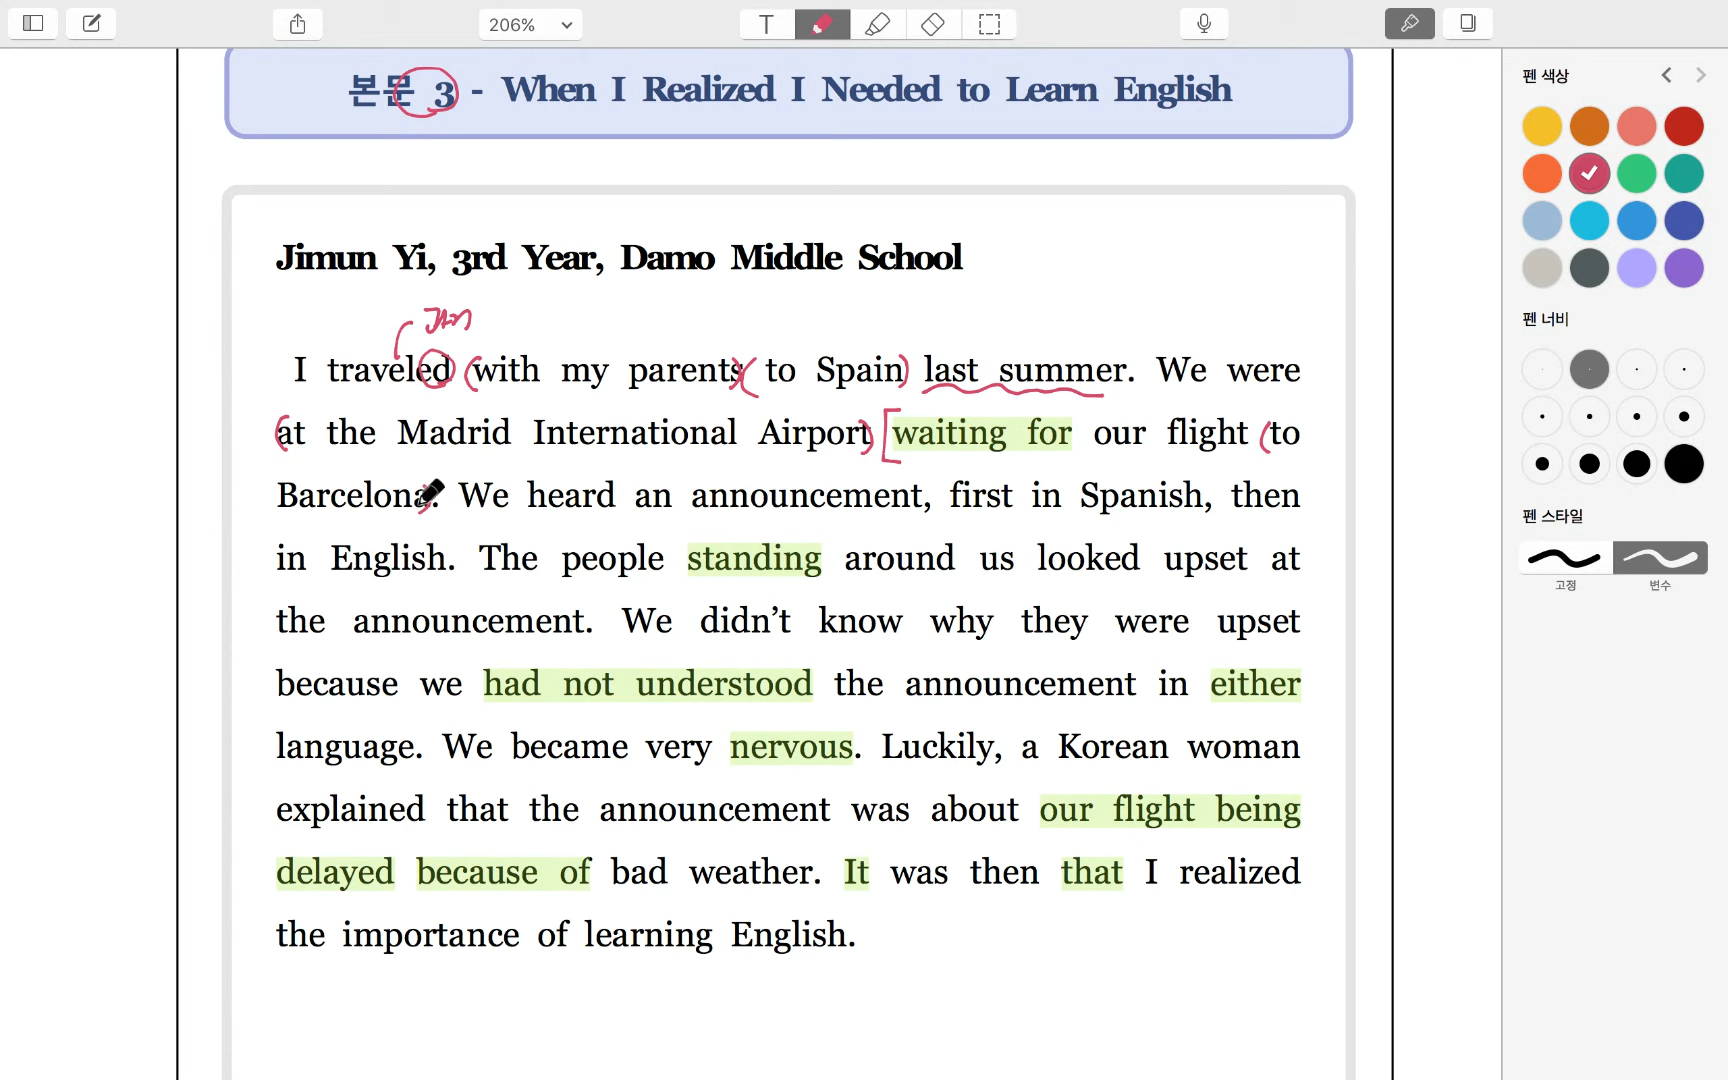 206%
T
본문 3 - When I Realized I Needed to Learn English
Jimun Yi, 3rd Year, Damo Middle School
I traveled with my parents to Spain last summer. We were
at the Madrid International Airport waiting for our flight to
Barcelona. We heard an announcement, first in Spanish, then
in English. The people standing around us looked upset at
the announcement. We didn’t know why they were upset
because we had not understood the announcement in either
language. We became very nervous. Luckily, a Korean woman
explained that the announcement was about our flight being
delayed because of bad weather. It was then that I realized
the importance of learning English.
펜 색상
펜 너비
펜 스타일
고정 변수